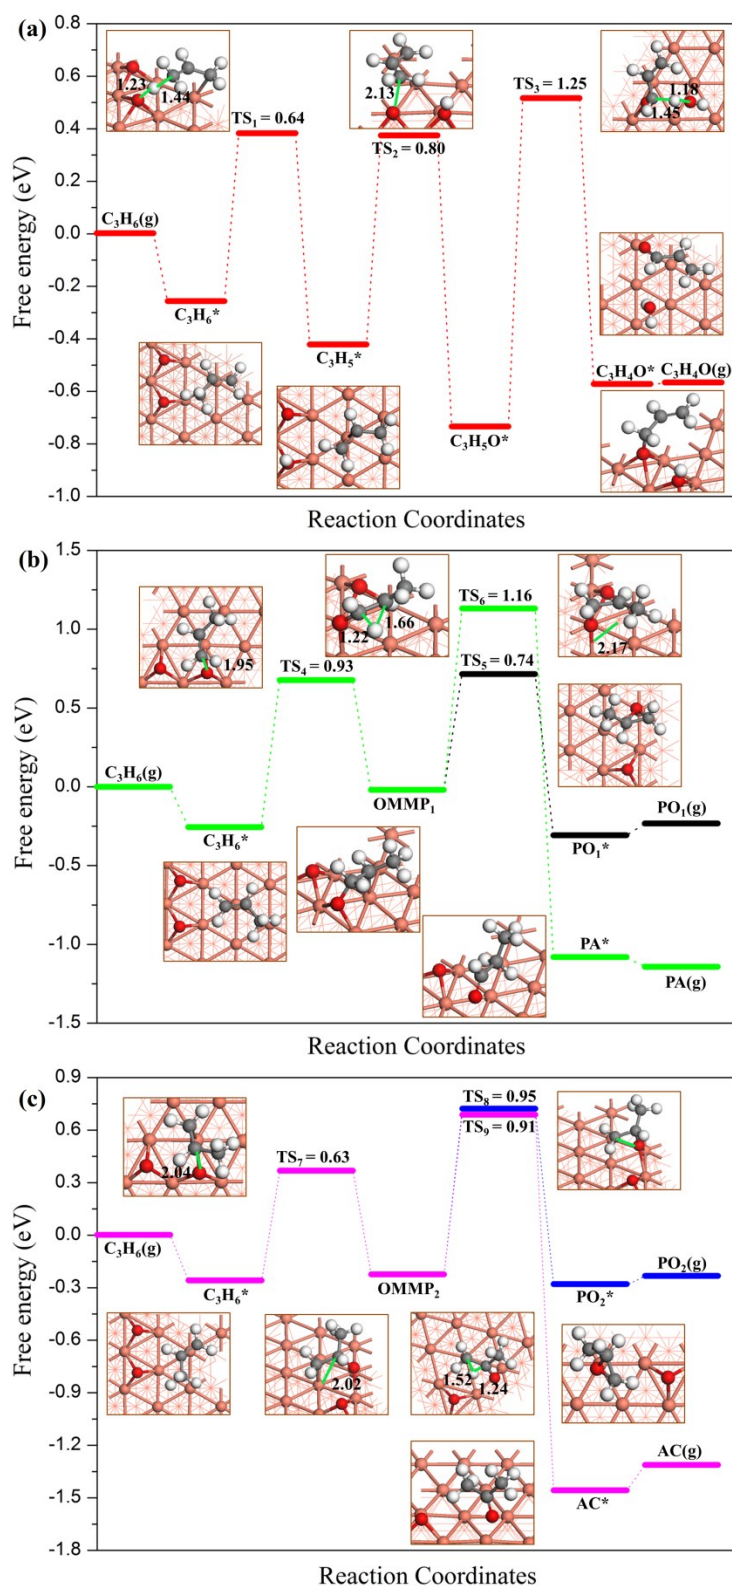 (a)
0.8
0.6
0.4
0.2
0.0
-0.2
-0.4
-0.6
-0.8
-1.0
Free energy (eV)
1.23
1.44
TS₁ = 0.64
2.13
TS₂ = 0.80
TS₃ = 1.25
1.18
1.45
C₃H₆(g)
C₃H₆*
C₃H₅*
C₃H₅O*
C₃H₄O*
C₃H₄O(g)
Reaction Coordinates
(b)
1.5
1.0
0.5
0.0
-0.5
-1.0
-1.5
Free energy (eV)
1.95
TS₄ = 0.93
1.22
1.66
TS₆ = 1.16
TS₅ = 0.74
2.17
C₃H₆(g)
C₃H₆*
OMMP₁
PO₁*
PO₁(g)
PA*
PA(g)
Reaction Coordinates
(c)
0.9
0.6
0.3
0.0
-0.3
-0.6
-0.9
-1.2
-1.5
-1.8
Free energy (eV)
2.04
TS₇ = 0.63
TS₈ = 0.95
TS₉ = 0.91
C₃H₆(g)
C₃H₆*
OMMP₂
PO₂*
PO₂(g)
2.02
1.52
1.24
AC*
AC(g)
Reaction Coordinates